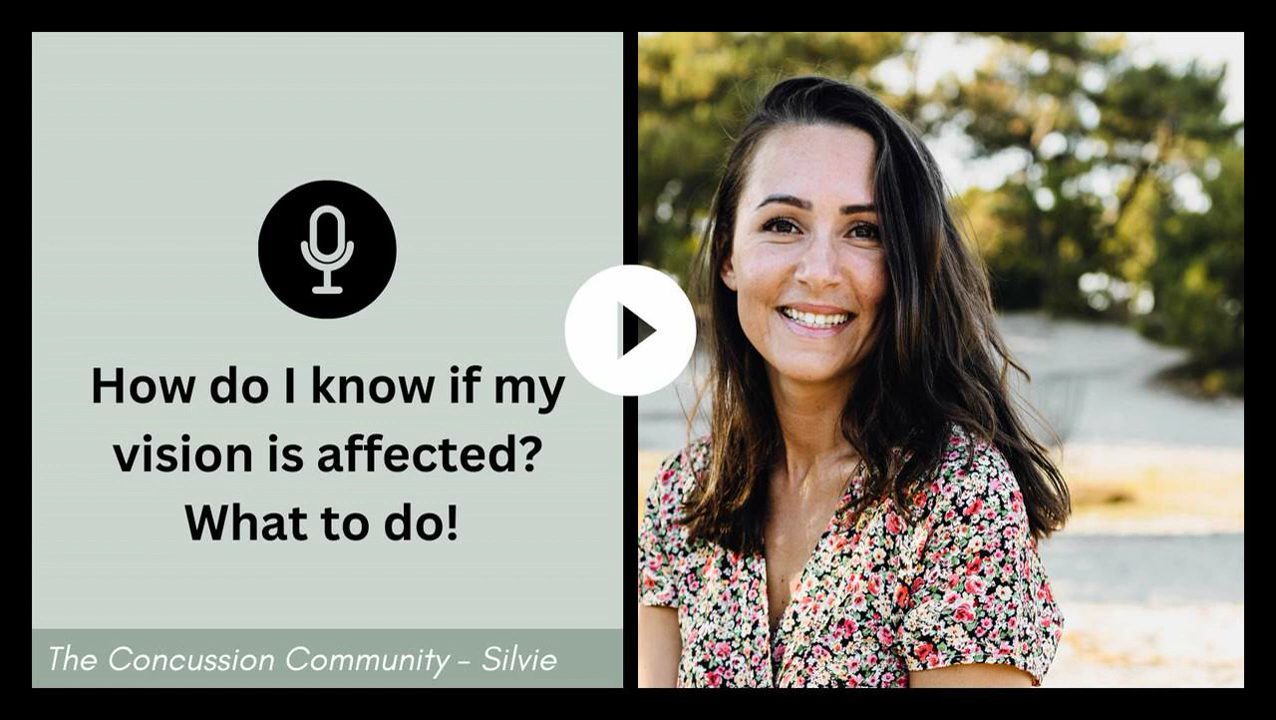 How do I know if my
vision is affected?
What to do!
The Concussion Community - Silvie